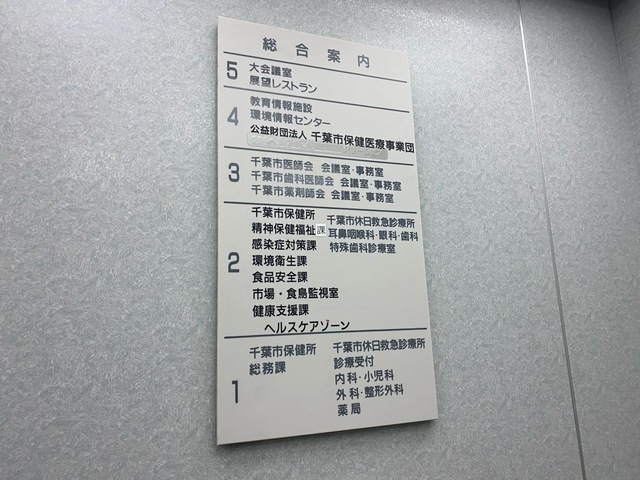 総合案内
5
大会議室
展望レストラン
4
教育情報施設
環境情報センター
公益財団法人 千葉市保健医療事業団
3
千葉市医師会 会議室・事務室
千葉市歯科医師会 会議室・事務室
千葉市薬剤師会 会議室・事務室
2
千葉市保健所
精神保健福祉課
感染症対策課
環境衛生課
食品安全課
市場・食鳥監視室
健康支援課
ヘルスケアゾーン
千葉市休日救急診療所
耳鼻咽喉科・眼科・歯科
特殊歯科診療室
1
千葉市保健所
総務課
千葉市休日救急診療所
診療受付
内科・小児科
外科・整形外科
薬局